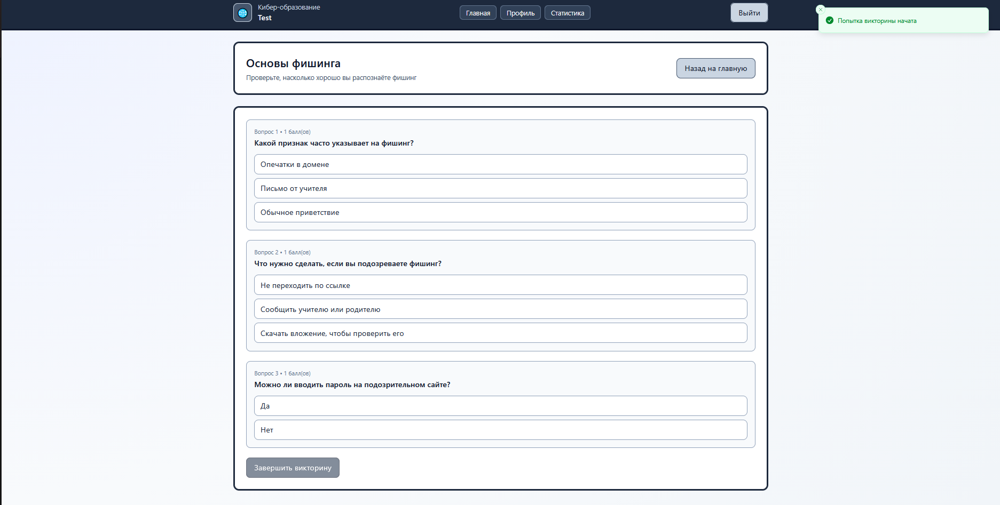 Кибер-образование
Test
Главная
Профиль
Статистика
Выйти
Попытка викторины начата
Основы фишинга
Проверьте, насколько хорошо вы распознаёте фишинг
Назад на главную
Вопрос 1 • 1 балл(ов)
Какой признак часто указывает на фишинг?
Опечатки в домене
Письмо от учителя
Обычное приветствие
Вопрос 2 • 1 балл(ов)
Что нужно сделать, если вы подозреваете фишинг?
Не переходить по ссылке
Сообщить учителю или родителю
Скачать вложение, чтобы проверить его
Вопрос 3 • 1 балл(ов)
Можно ли вводить пароль на подозрительном сайте?
Да
Нет
Завершить викторину